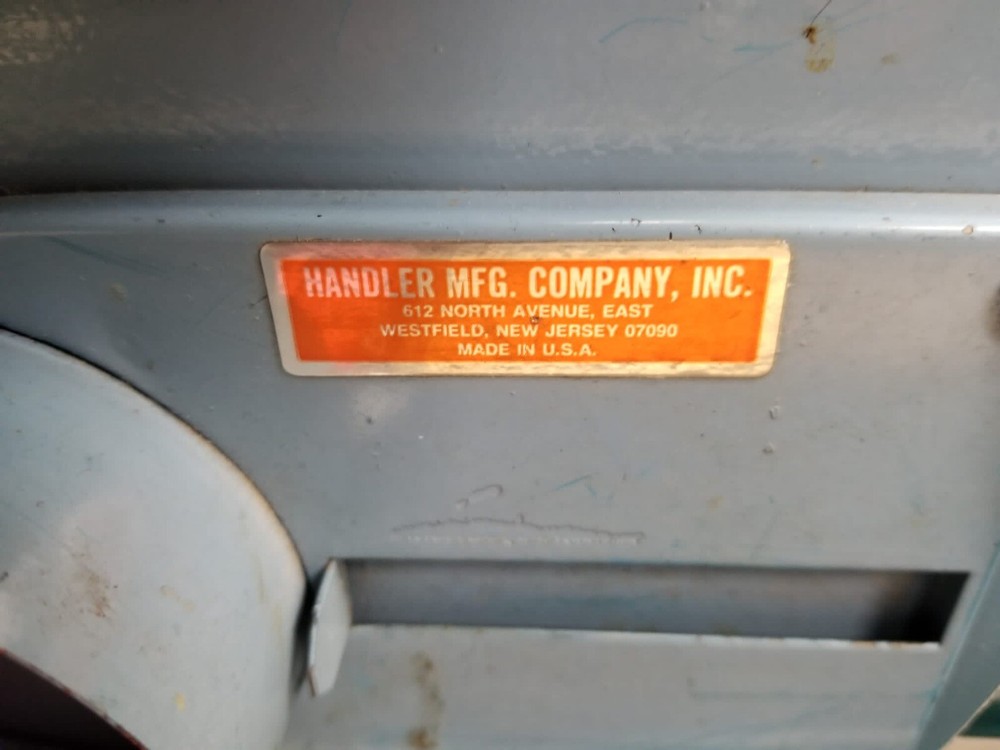 HANDLER MFG. COMPANY, INC.
612 NORTH AVENUE, EAST
WESTFIELD, NEW JERSEY 07090
MADE IN U.S.A.